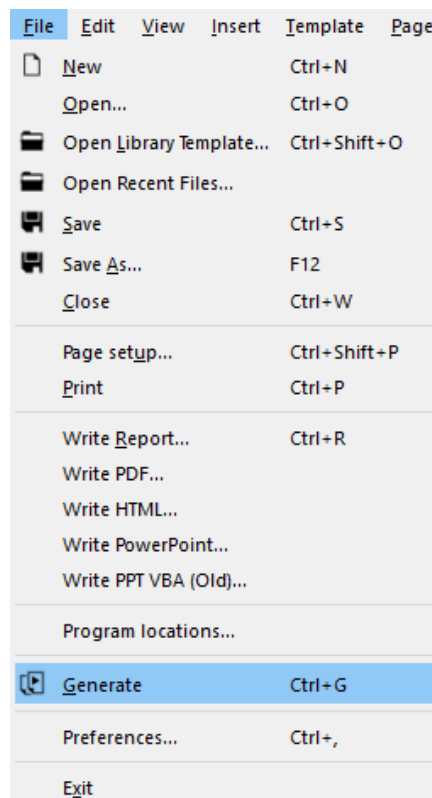 File Edit View Insert Template Page
New Ctrl+N
Open... Ctrl+O
Open Library Template... Ctrl+Shift+O
Open Recent Files...
Save Ctrl+S
Save As... F12
Close Ctrl+W
Page setup... Ctrl+Shift+P
Print Ctrl+P
Write Report... Ctrl+R
Write PDF...
Write HTML...
Write PowerPoint...
Write PPT VBA (Old)...
Program locations...
Generate Ctrl+G
Preferences... Ctrl+,
Exit